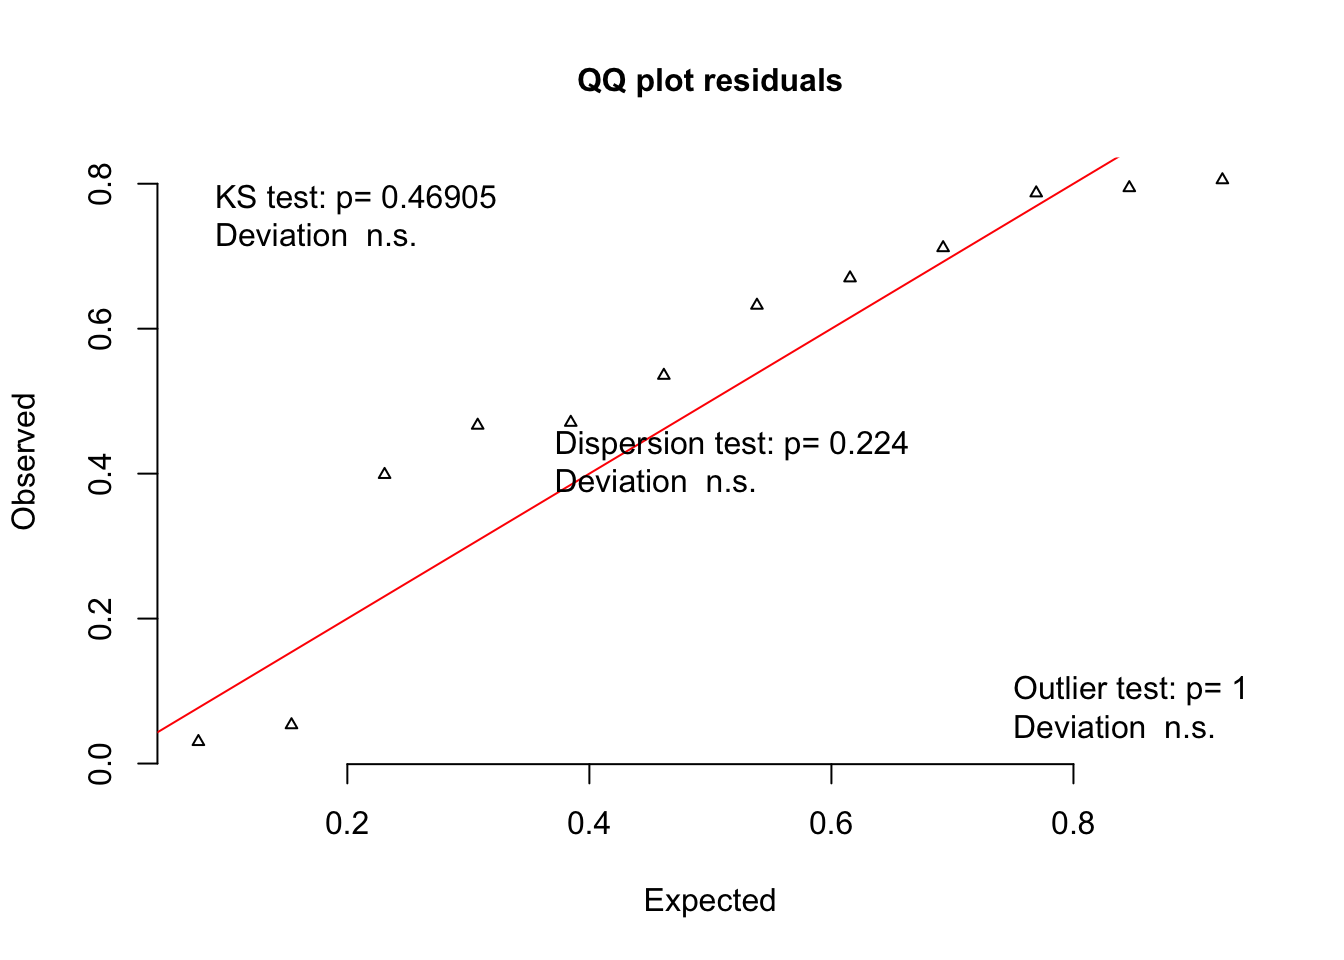 QQ plot residuals
KS test: p= 0.46905
Deviation  n.s.
Dispersion test: p= 0.224
Deviation  n.s.
Outlier test: p= 1
Deviation  n.s.
Observed
0.8
0.6
0.4
0.2
0.0
0.2
0.4
0.6
0.8
Expected